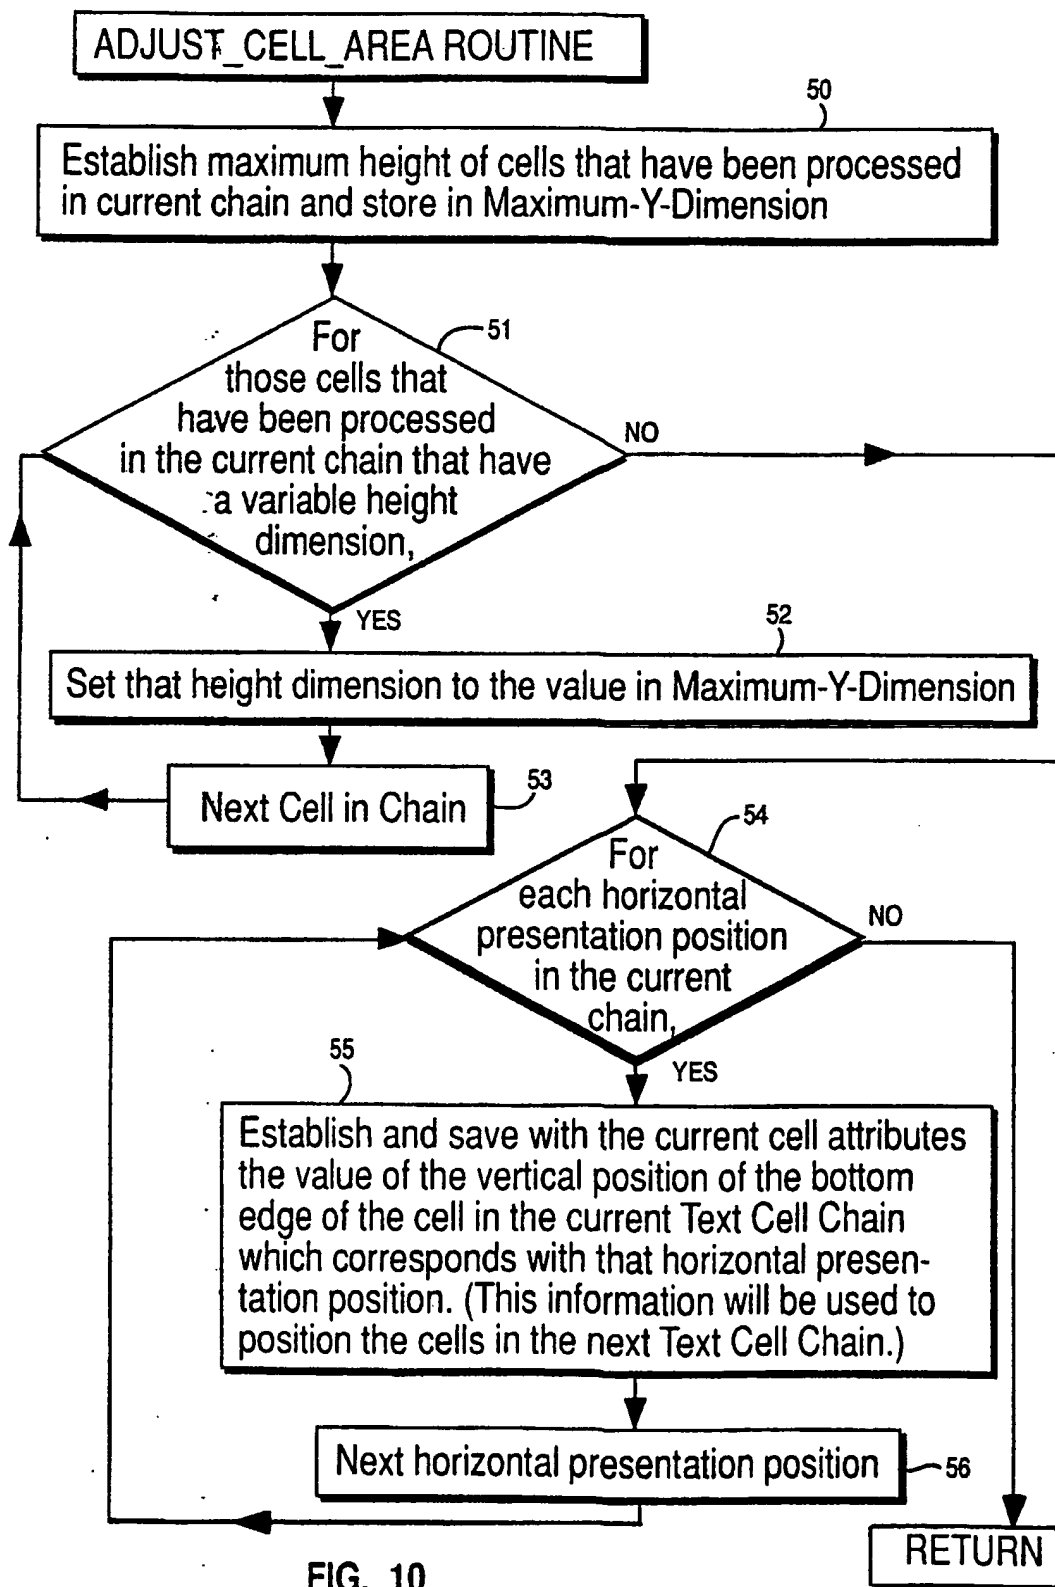 ADJUST_CELL_AREA ROUTINE
50
Establish maximum height of cells that have been processed
in current chain and store in Maximum-Y-Dimension
For
those cells that
have been processed
in the current chain that have
a variable height
dimension,
51
NO
YES
52
Set that height dimension to the value in Maximum-Y-Dimension
Next Cell in Chain
53
For
each horizontal
presentation position
in the current
chain,
54
NO
YES
55
Establish and save with the current cell attributes
the value of the vertical position of the bottom
edge of the cell in the current Text Cell Chain
which corresponds with that horizontal presen-
tation position. (This information will be used to
position the cells in the next Text Cell Chain.)
Next horizontal presentation position
56
RETURN
FIG. 10